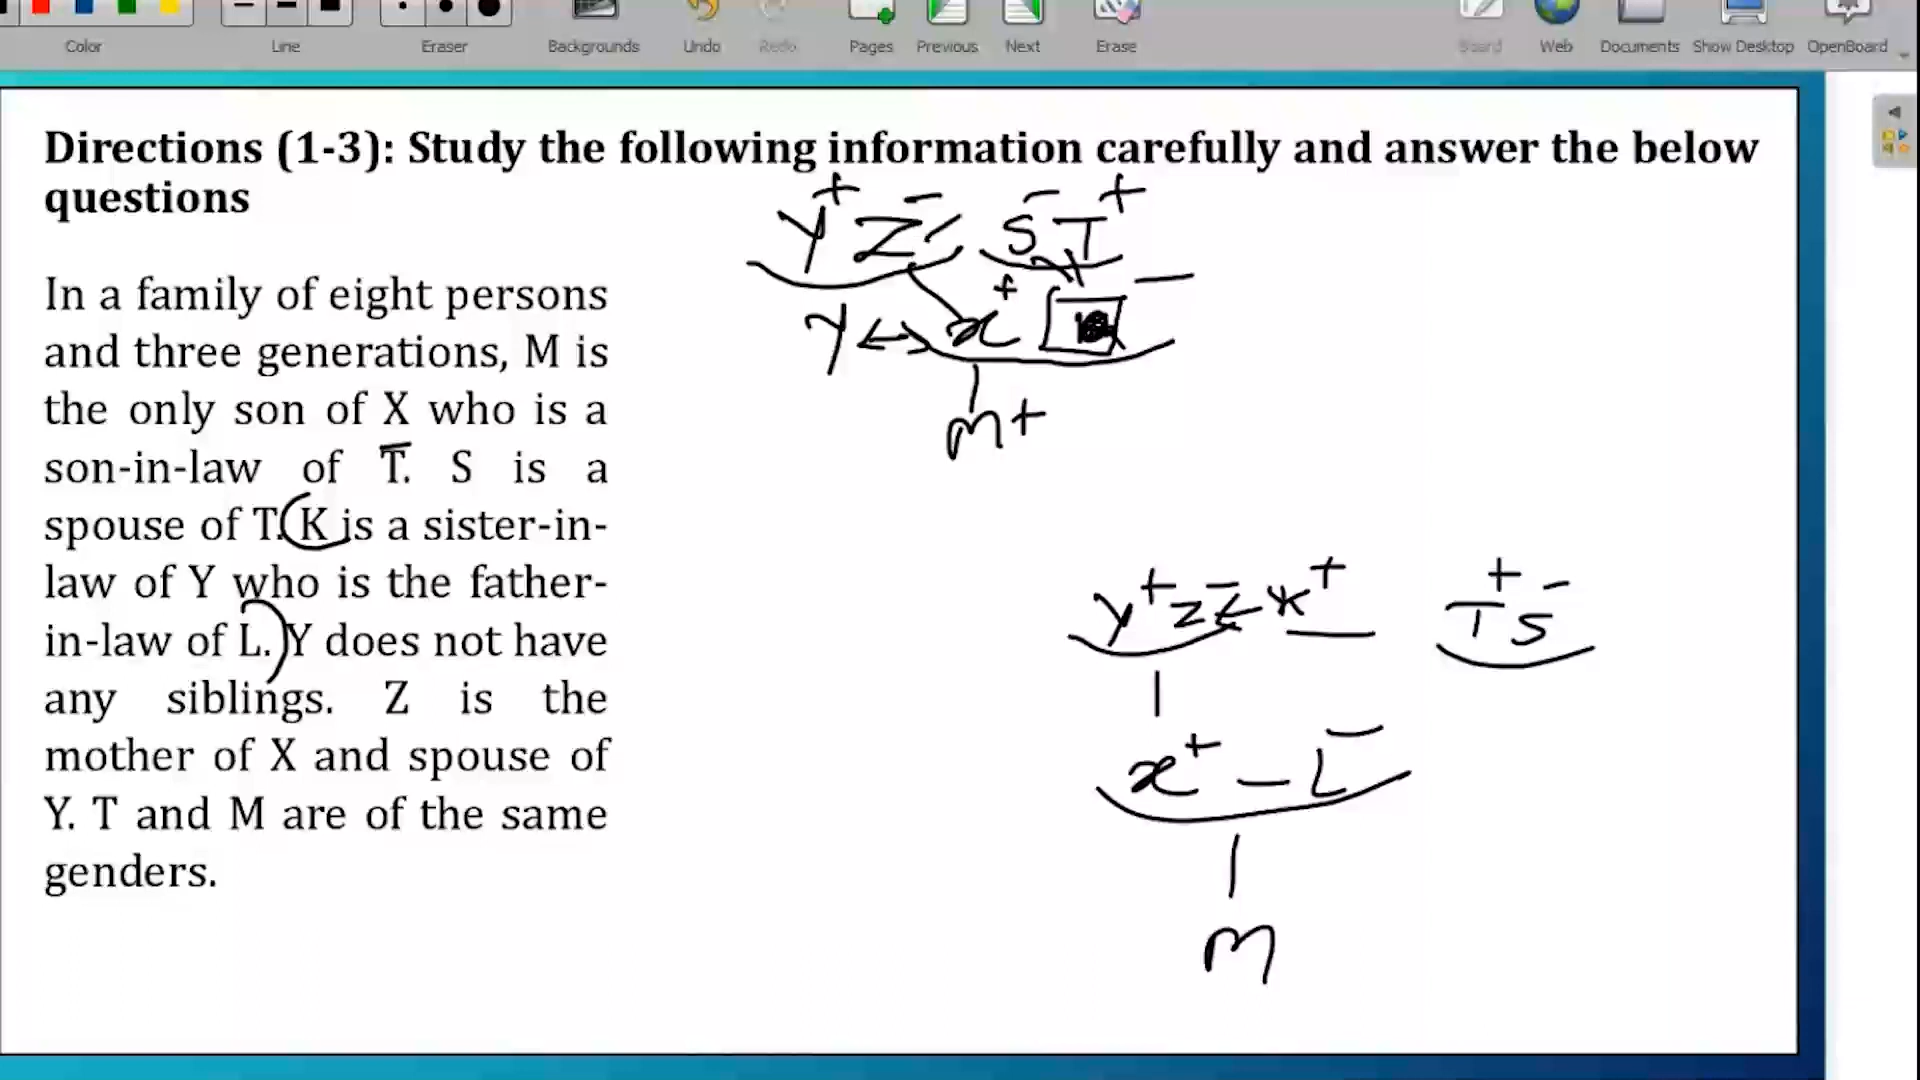 Color Line Eraser Backgrounds Undo Redo Pages Previous Next Erase Board Web Documents Show Desktop OpenBoard
Directions (1-3): Study the following information carefully and answer the below
questions
Y+ Z- S- T+
In a family of eight persons
and three generations, M is
the only son of X who is a
son-in-law of T. S is a
spouse of T. K is a sister-in-
law of Y who is the father-
in-law of L. Y does not have
any siblings. Z is the
mother of X and spouse of
Y. T and M are of the same
genders.
Y ↔ x+ -
m+
Y+ Z- K+ T+ S-
x+ - L-
m